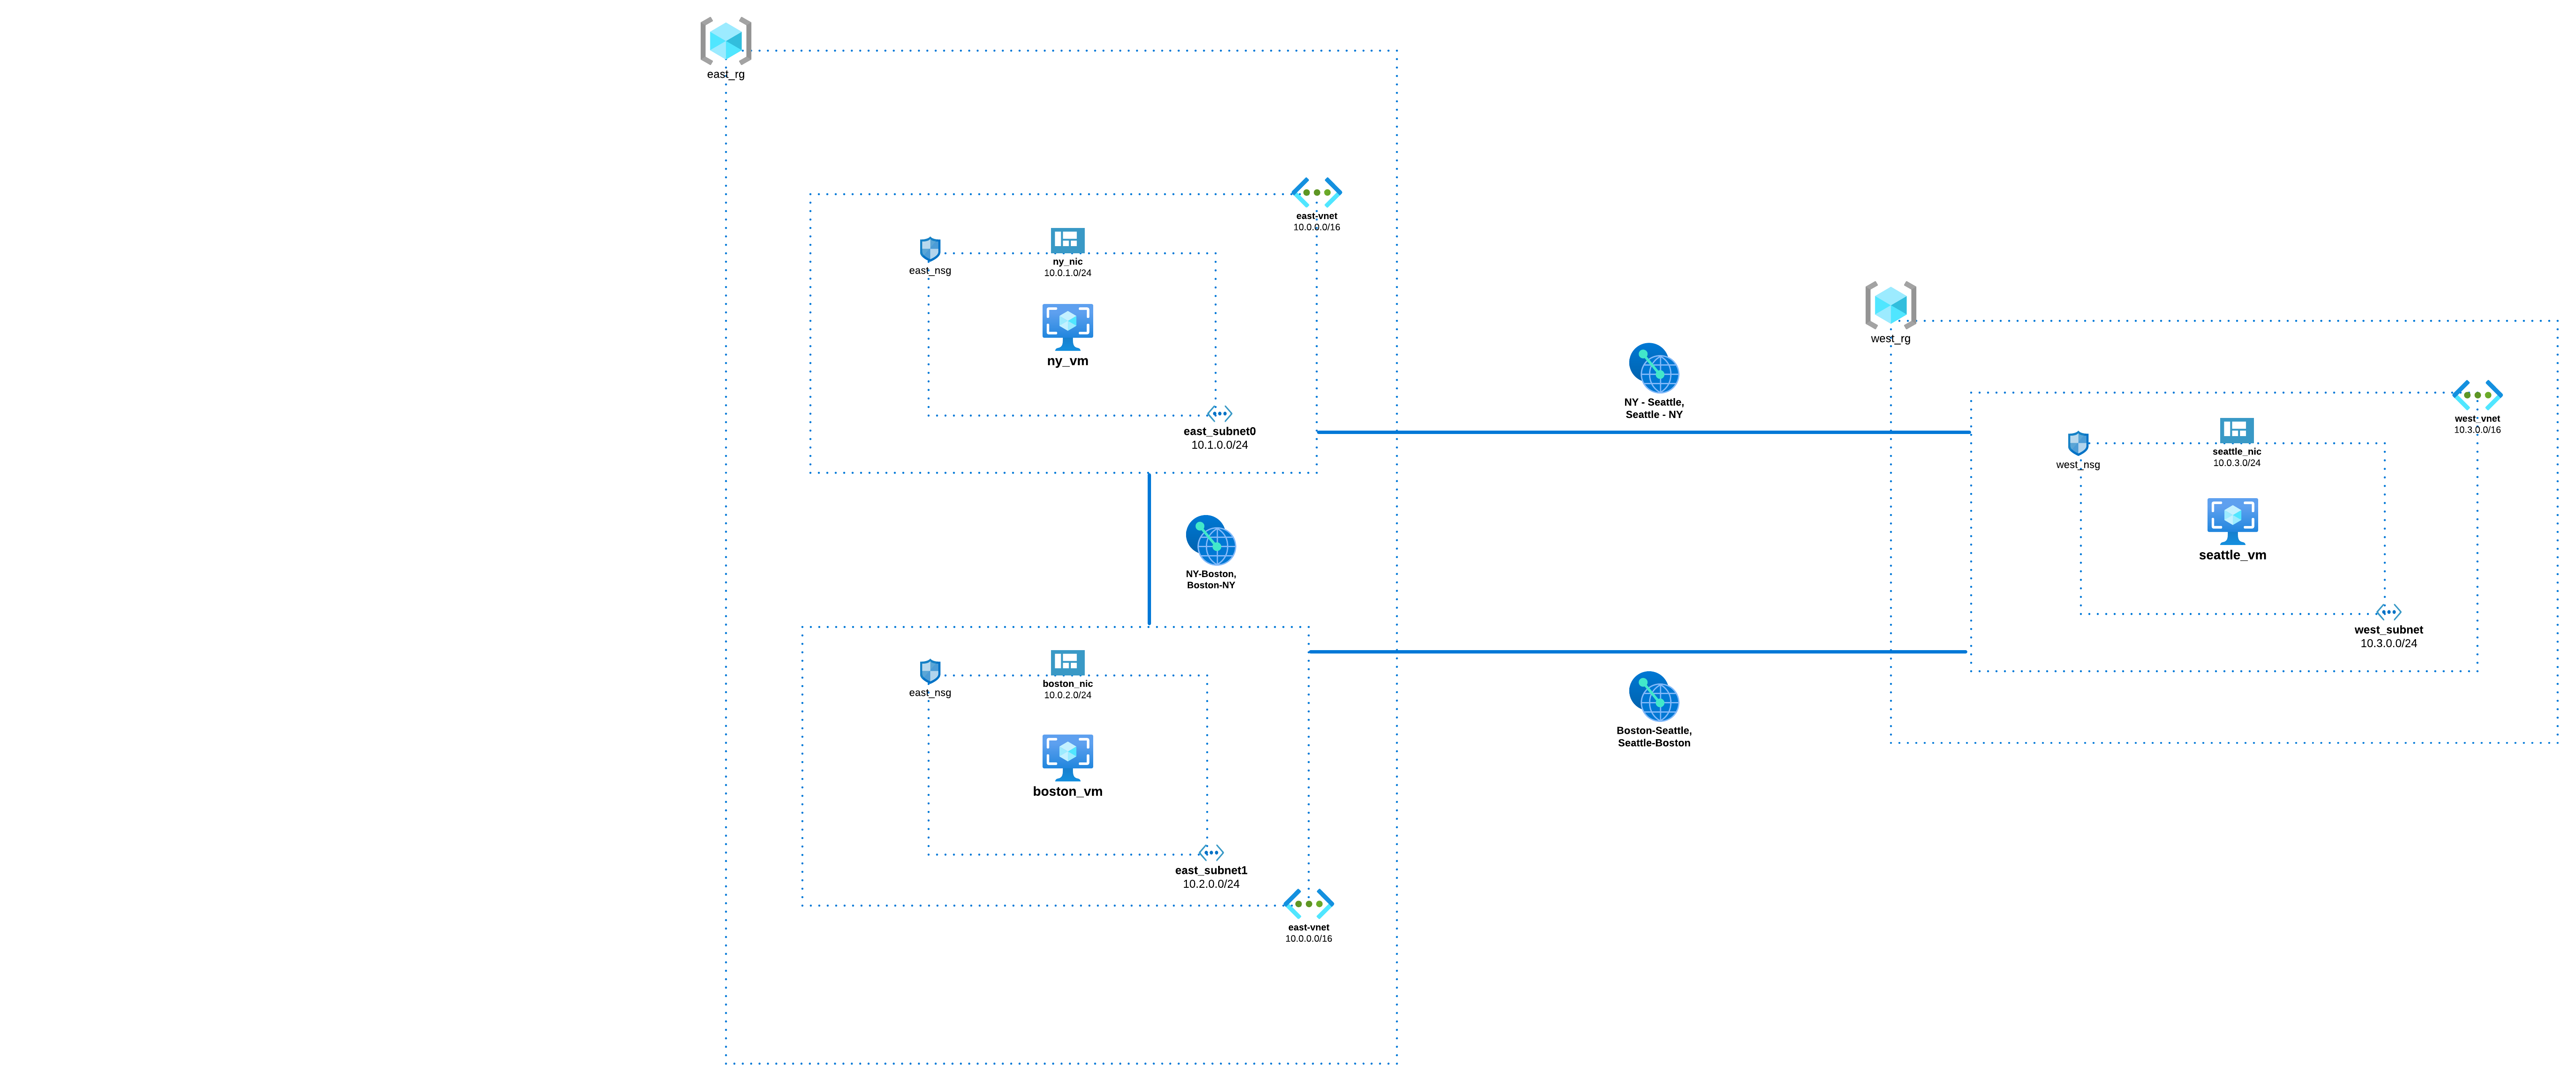 east_rg
east-vnet
10.0.0.0/16
east_nsg
ny_nic
10.0.1.0/24
ny_vm
east_subnet0
10.1.0.0/24
NY-Boston,
Boston-NY
east_nsg
boston_nic
10.0.2.0/24
boston_vm
east_subnet1
10.2.0.0/24
east-vnet
10.0.0.0/16
NY - Seattle,
Seattle - NY
Boston-Seattle,
Seattle-Boston
west_rg
west_vnet
10.3.0.0/16
west_nsg
seattle_nic
10.0.3.0/24
seattle_vm
west_subnet
10.3.0.0/24